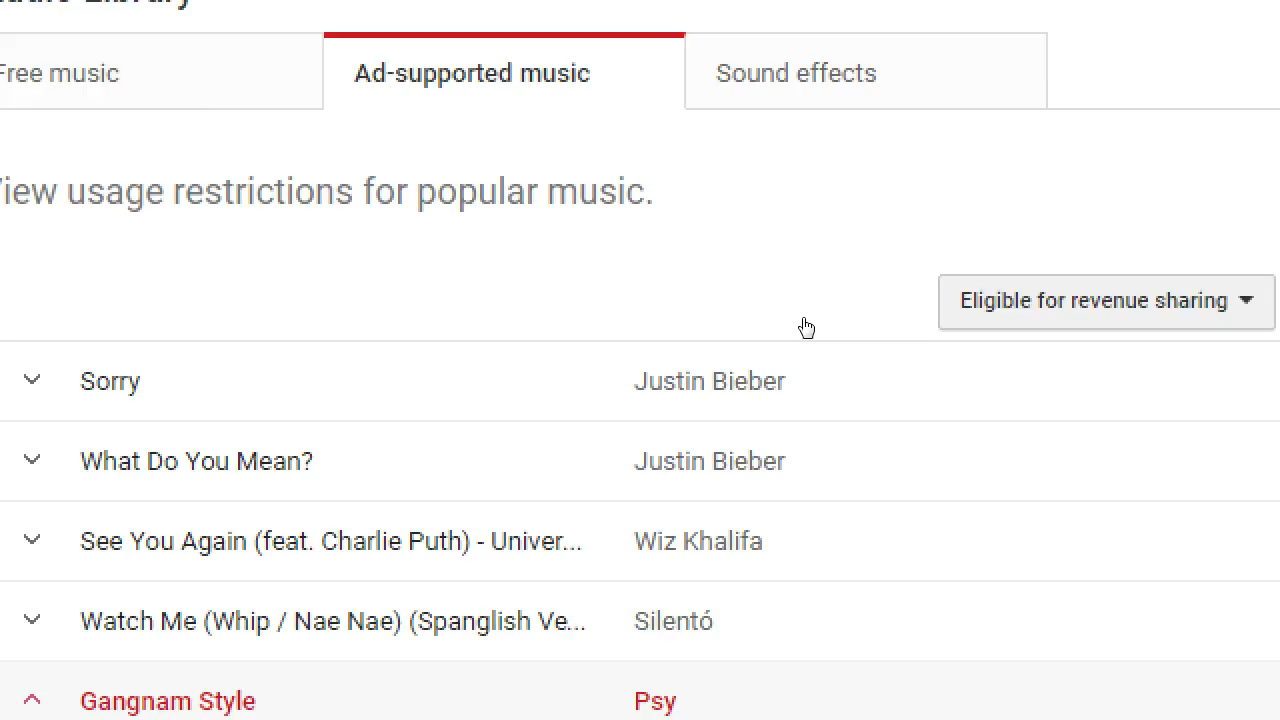 Library
Free music
Ad-supported music
Sound effects
View usage restrictions for popular music.
Eligible for revenue sharing
Sorry Justin Bieber
What Do You Mean? Justin Bieber
See You Again (feat. Charlie Puth) - Univer... Wiz Khalifa
Watch Me (Whip / Nae Nae) (Spanglish Ve... Silentó
Gangnam Style Psy